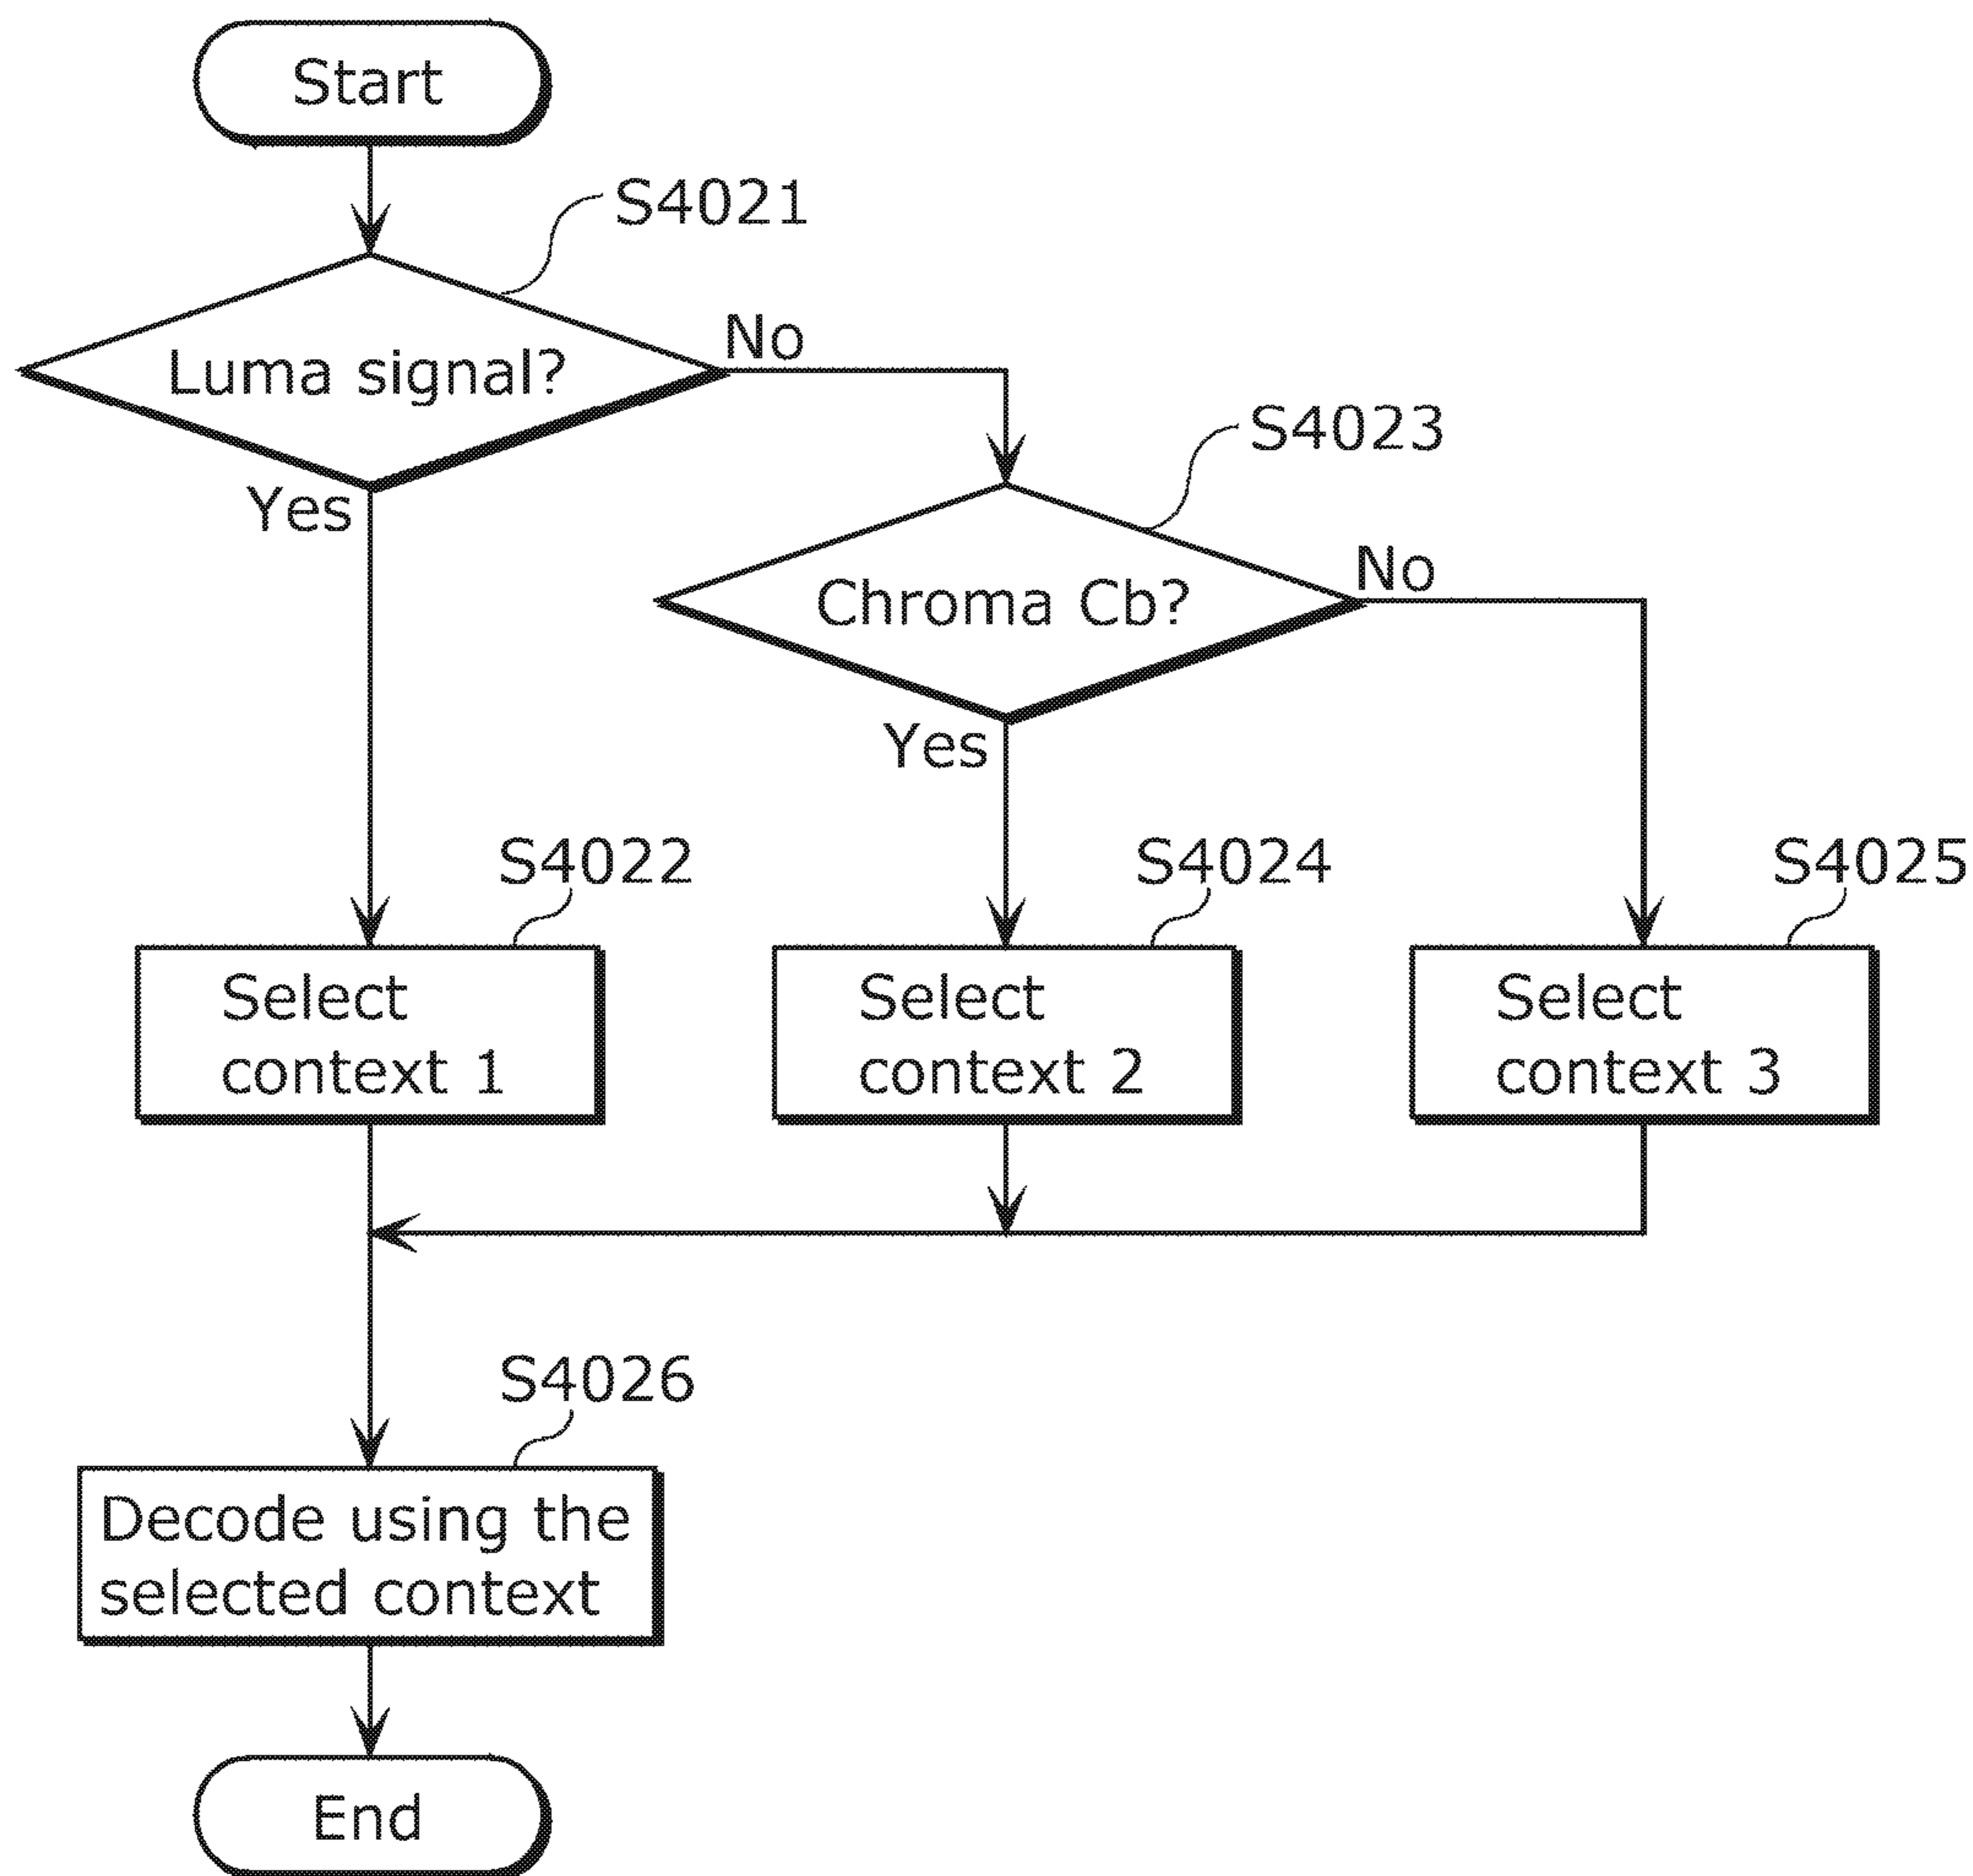 Start
S4021
Luma signal?
No
Yes
S4023
Chroma Cb?
No
Yes
S4022
Select
context 1
S4024
Select
context 2
S4025
Select
context 3
S4026
Decode using the
selected context
End